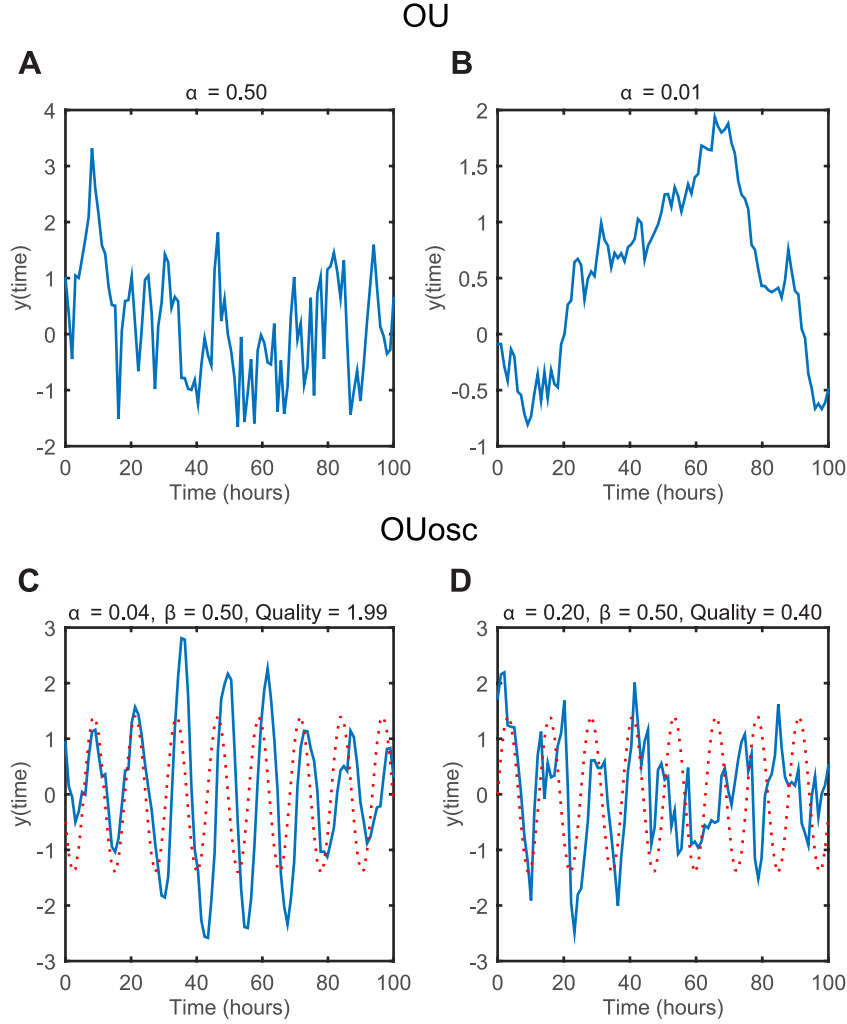 OU
A
α = 0.50
4
3
2
1
0
-1
-2
y(time)
0 20 40 60 80 100
Time (hours)
B
α = 0.01
2
1.5
1
0.5
0
-0.5
-1
y(time)
0 20 40 60 80 100
Time (hours)
OUosc
C
α = 0.04, β = 0.50, Quality = 1.99
3
2
1
0
-1
-2
-3
y(time)
0 20 40 60 80 100
Time (hours)
D
α = 0.20, β = 0.50, Quality = 0.40
3
2
1
0
-1
-2
-3
y(time)
0 20 40 60 80 100
Time (hours)